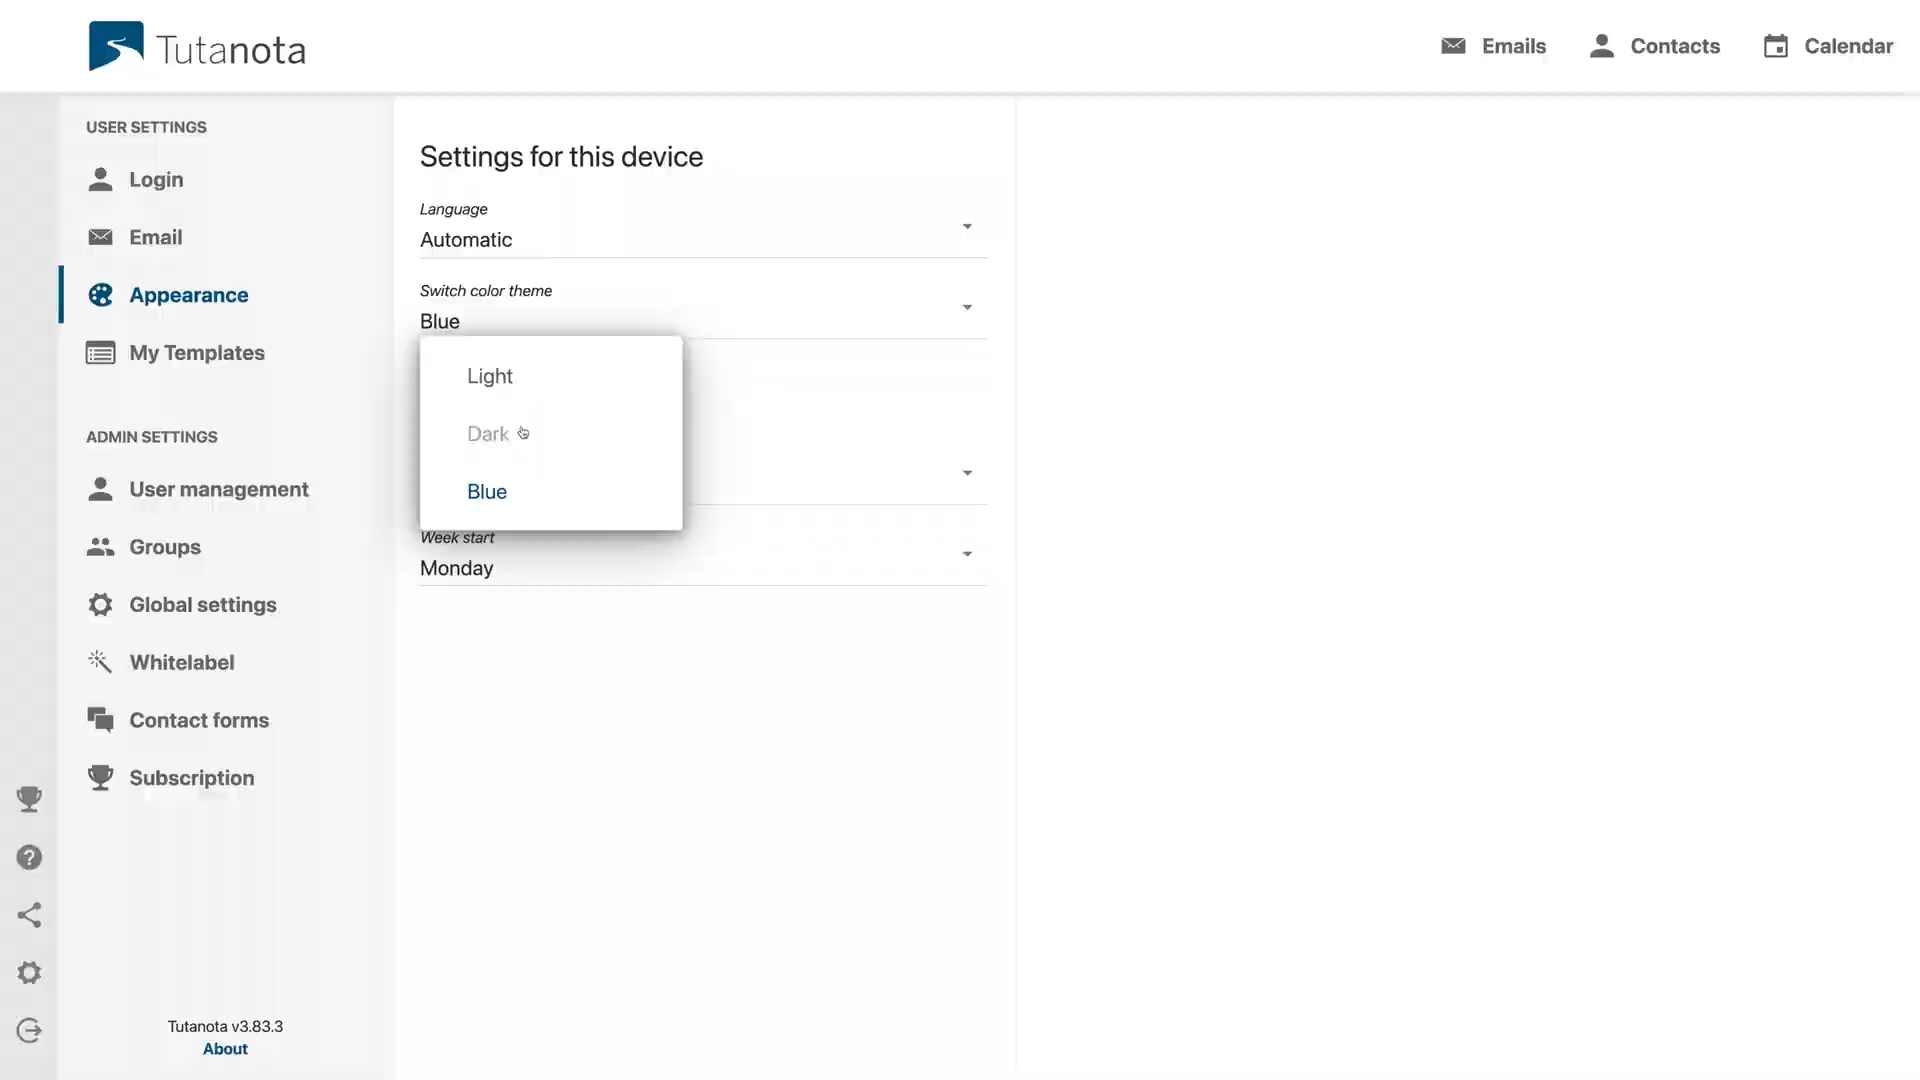 Tutanota
Emails
Contacts
Calendar
USER SETTINGS
Login
Email
Appearance
My Templates
ADMIN SETTINGS
User management
Groups
Global settings
Whitelabel
Contact forms
Subscription
Tutanota v3.83.3
About
Settings for this device
Language
Automatic
Switch color theme
Blue
Light
Dark
Blue
Week start
Monday